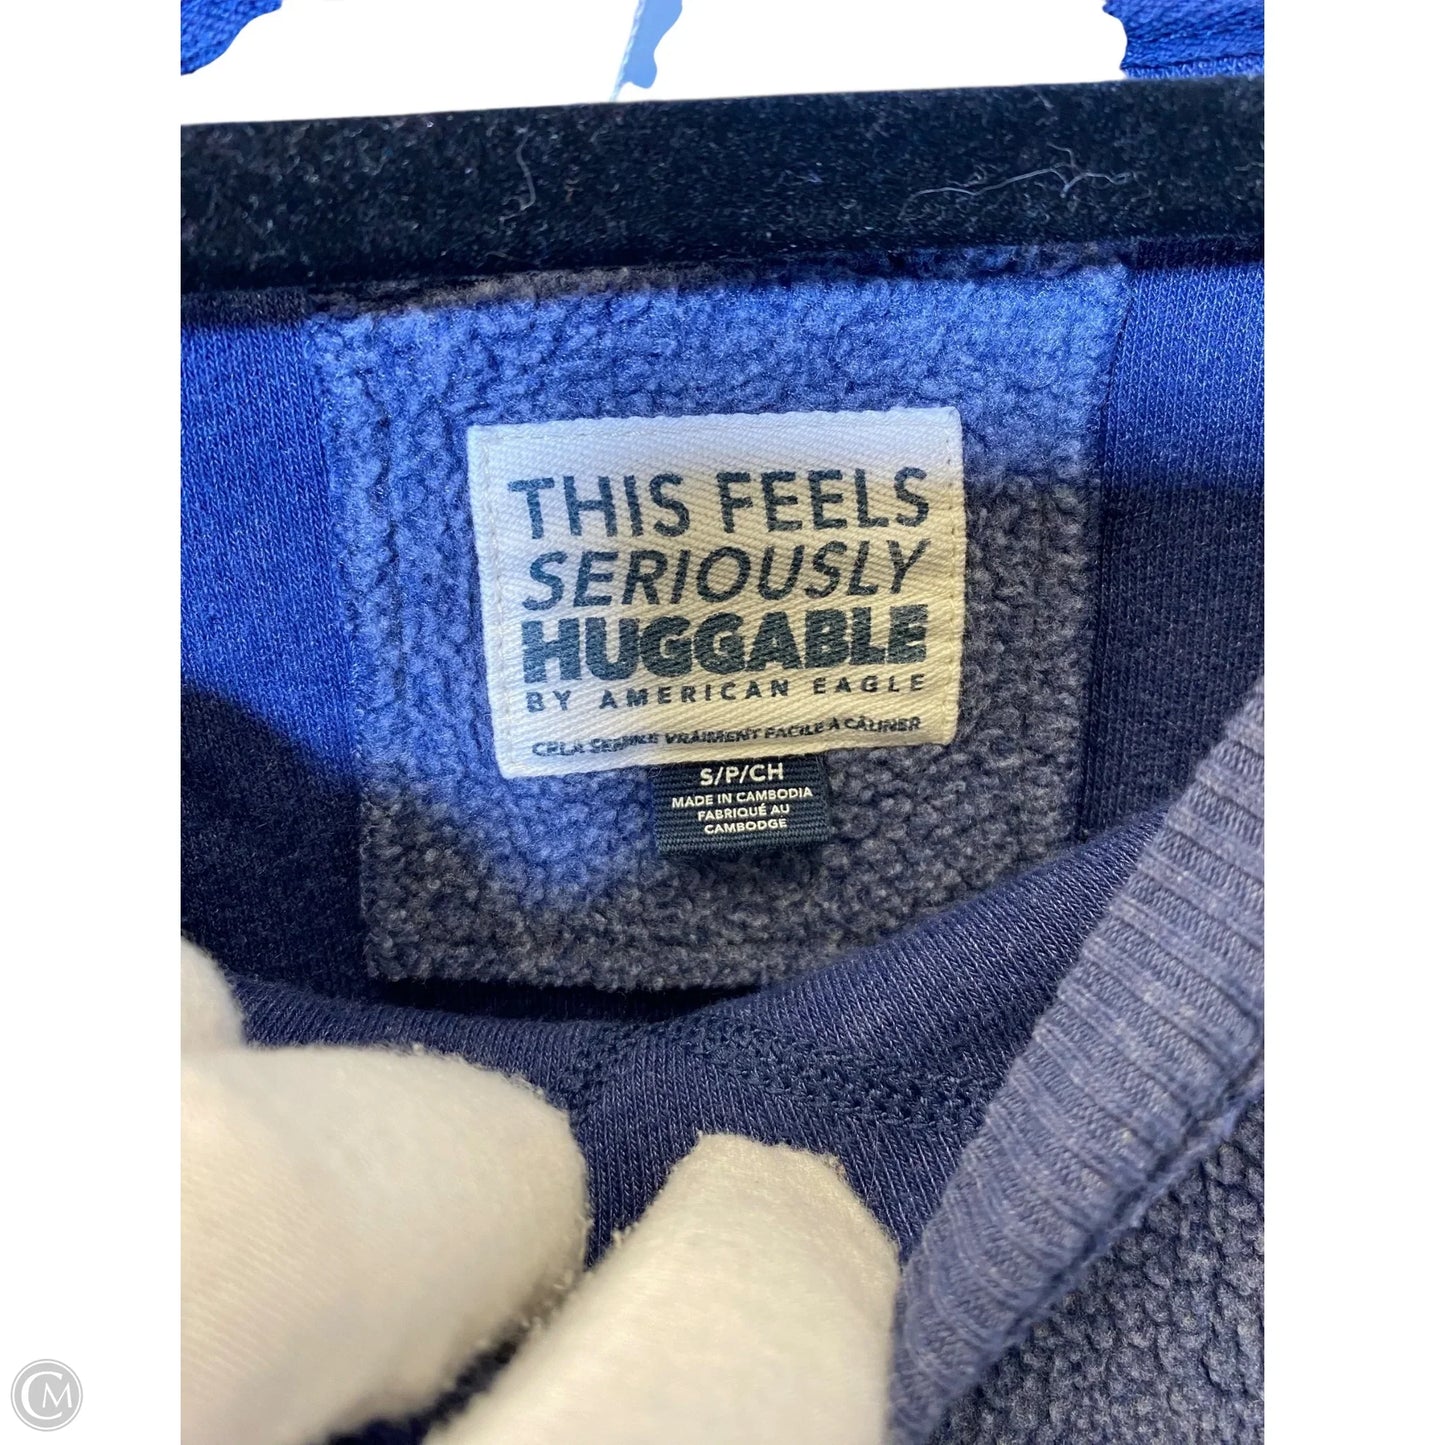 THIS FEELS
SERIOUSLY
HUGGABLE
BY AMERICAN EAGLE
CELA SEMBLE VRAIMENT FACILE À CÂLINER
S/P/CH
MADE IN CAMBODIA
FABRIQUÉ AU
CAMBODGE
CM